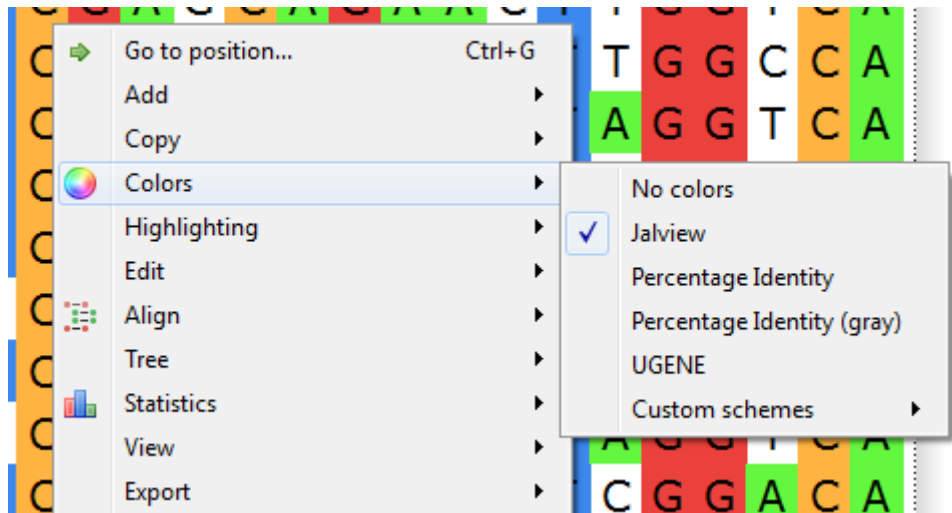 Go to position... Ctrl+G T G G C C A
Add
C Copy A G G T C A
C Colors No colors
Highlighting Jalview
C Edit Percentage Identity
C Align Percentage Identity (gray)
Tree UGENE
C Statistics Custom schemes
C View A G G T C A
C Export C G G A C A